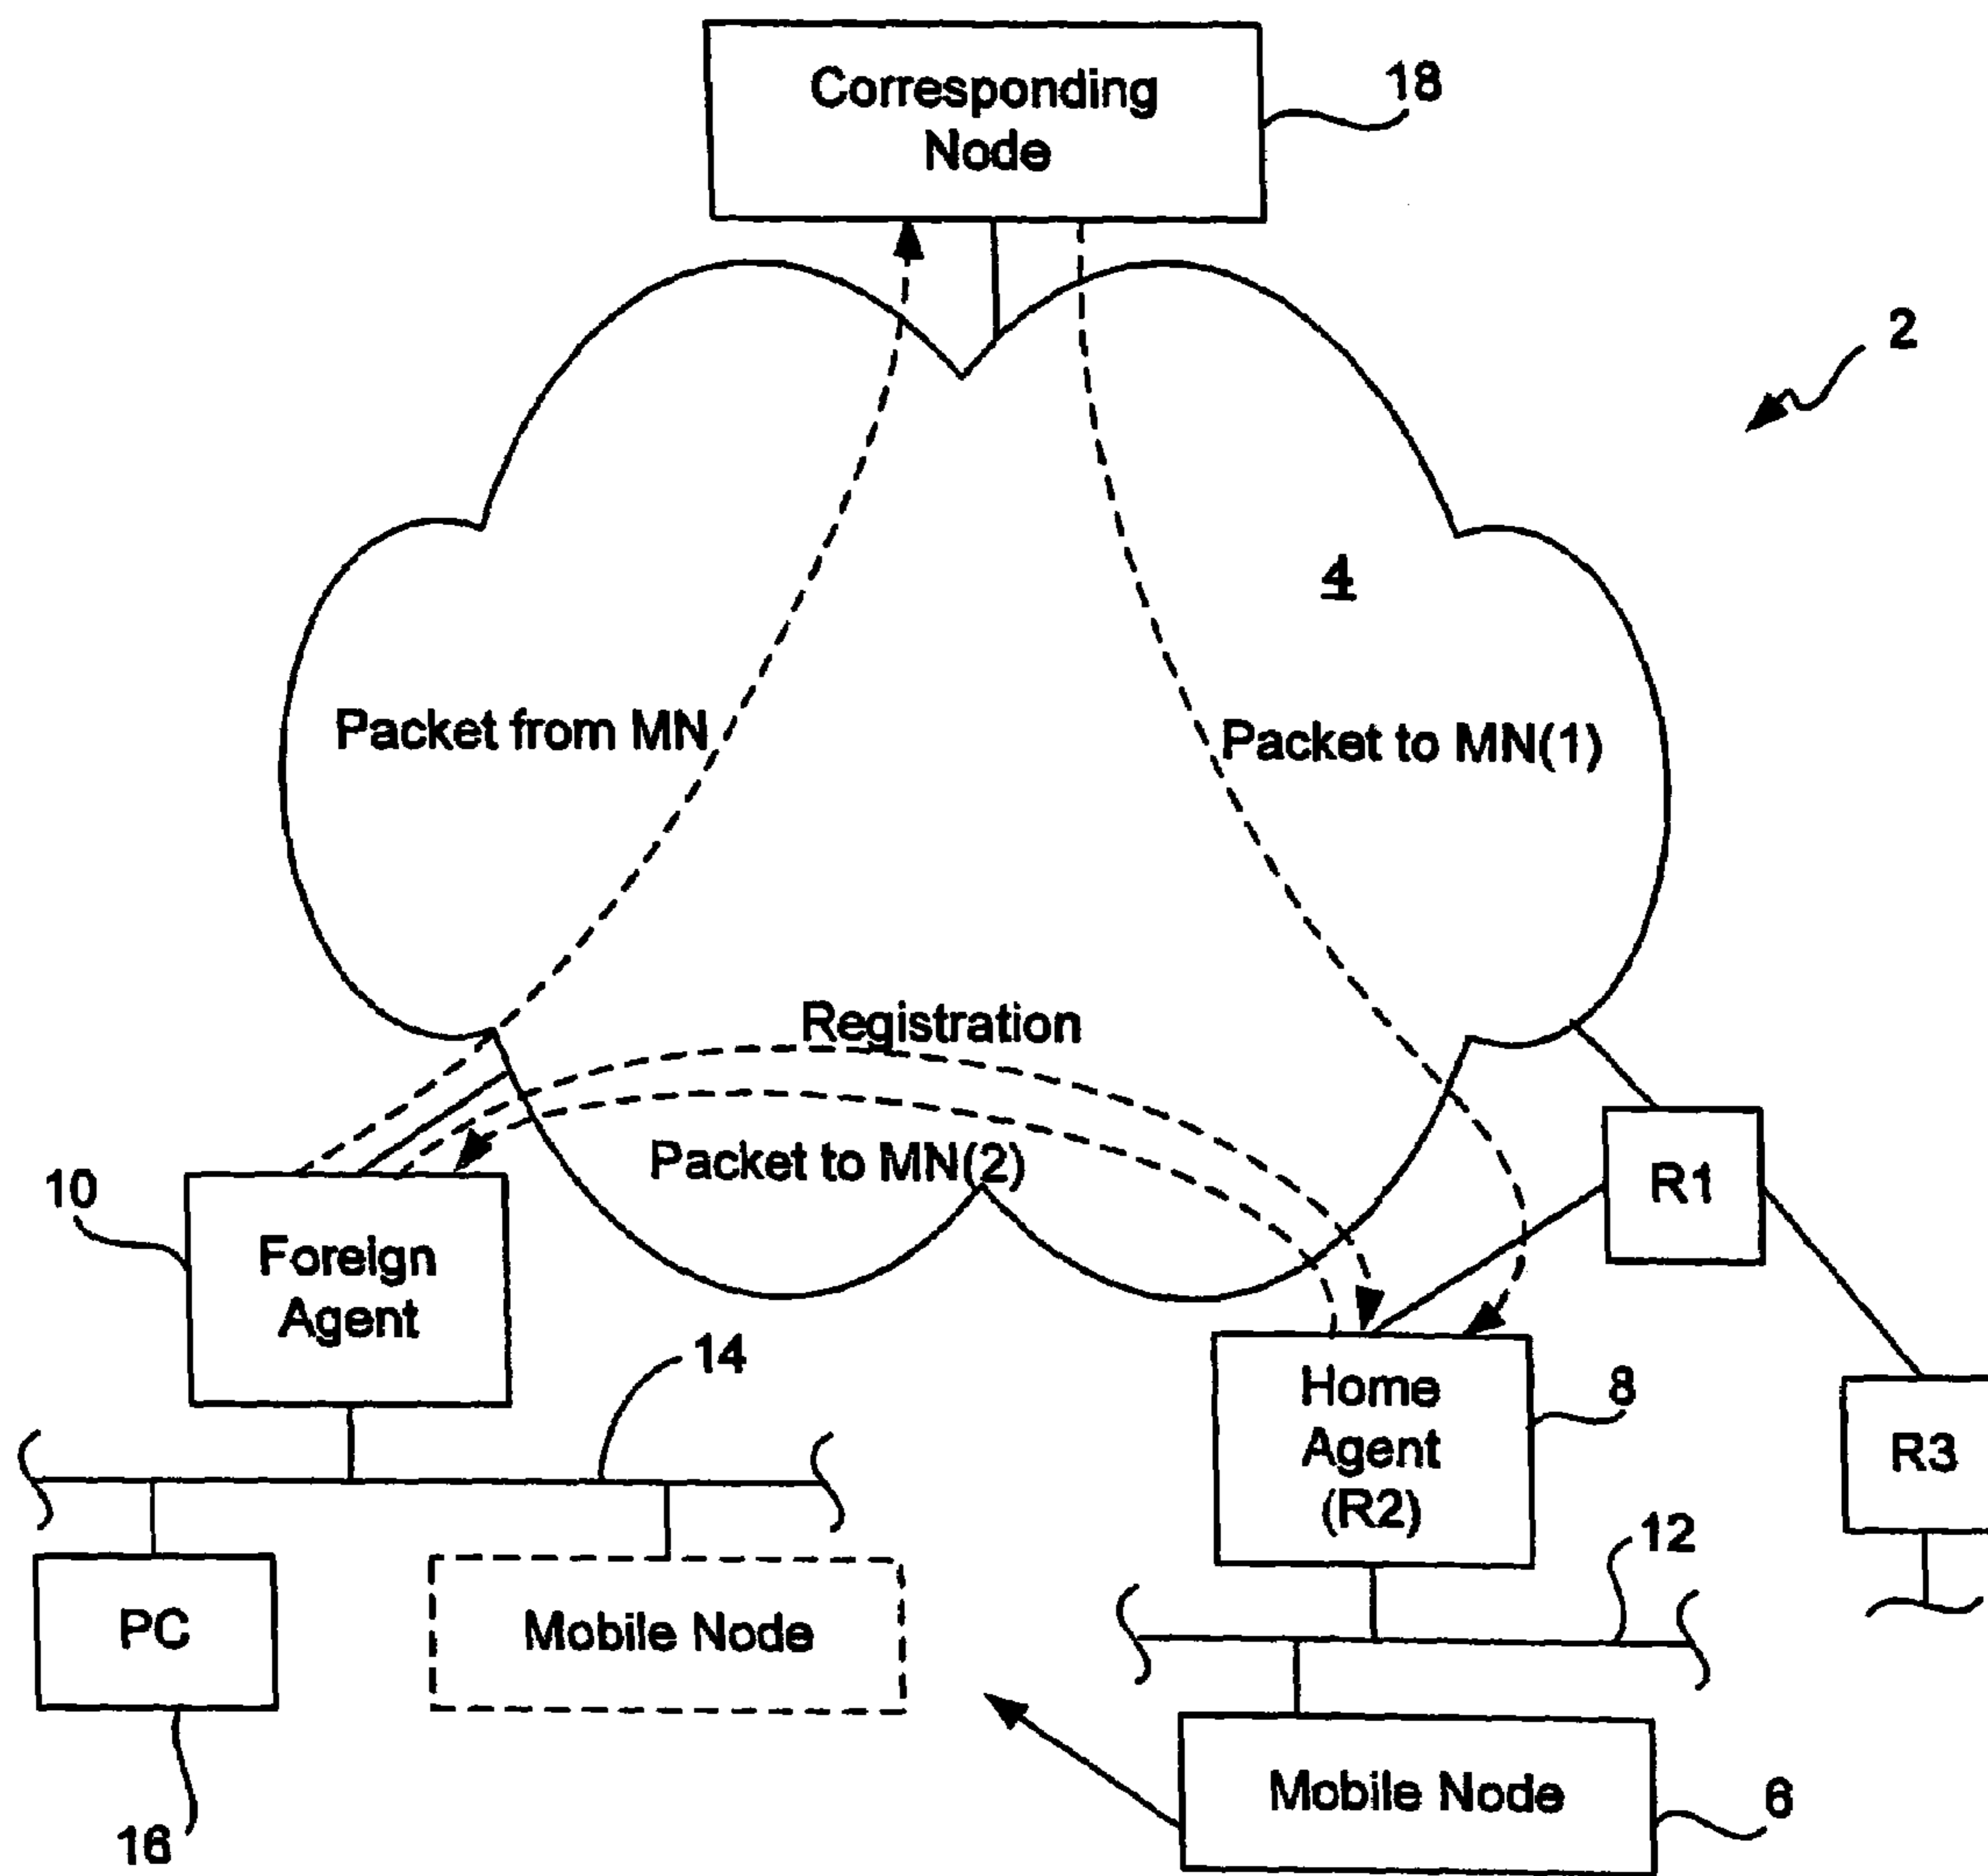 Corresponding
Node
18
2
4
Packet from MN
Packet to MN(1)
Registration
Packet to MN(2)
R1
10
Foreign
Agent
14
Home
Agent
(R2)
8
R3
12
PC
Mobile Node
Mobile Node
6
16